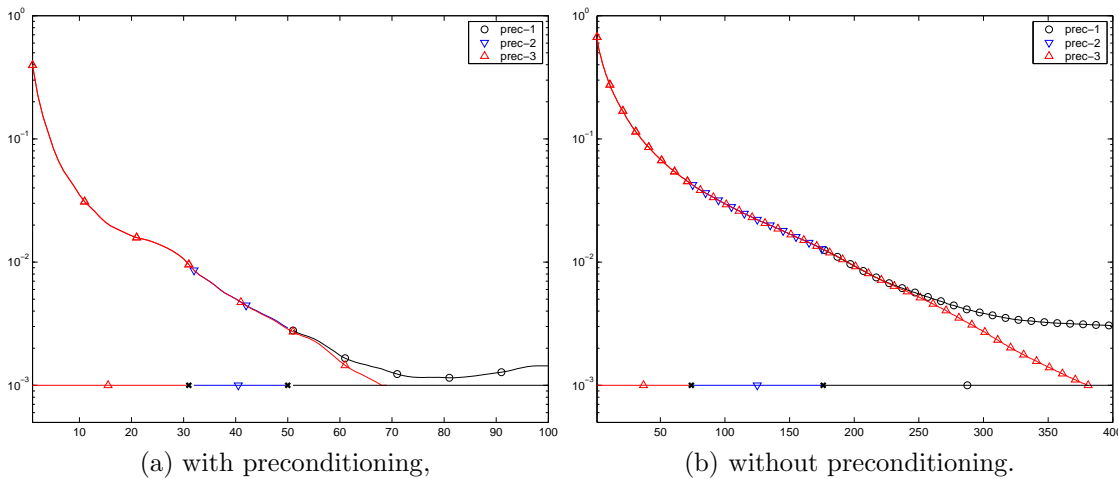 10^0
10^-1
10^-2
10^-3
10 20 30 40 50 60 70 80 90 100
prec-1
prec-2
prec-3
(a) with preconditioning,
10^0
10^-1
10^-2
10^-3
50 100 150 200 250 300 350 400
prec-1
prec-2
prec-3
(b) without preconditioning.